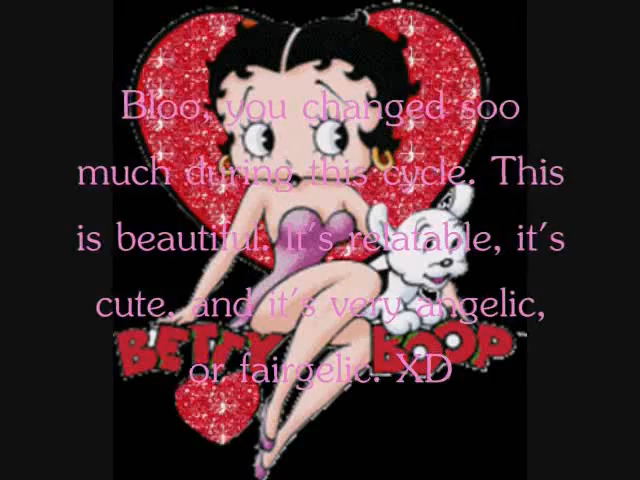 Bloo, you changed soo
much during this cycle. This
is beautiful. It's relatable, it's
cute, and it's very angelic,
BETTY BOOP
or fairgelic. XD